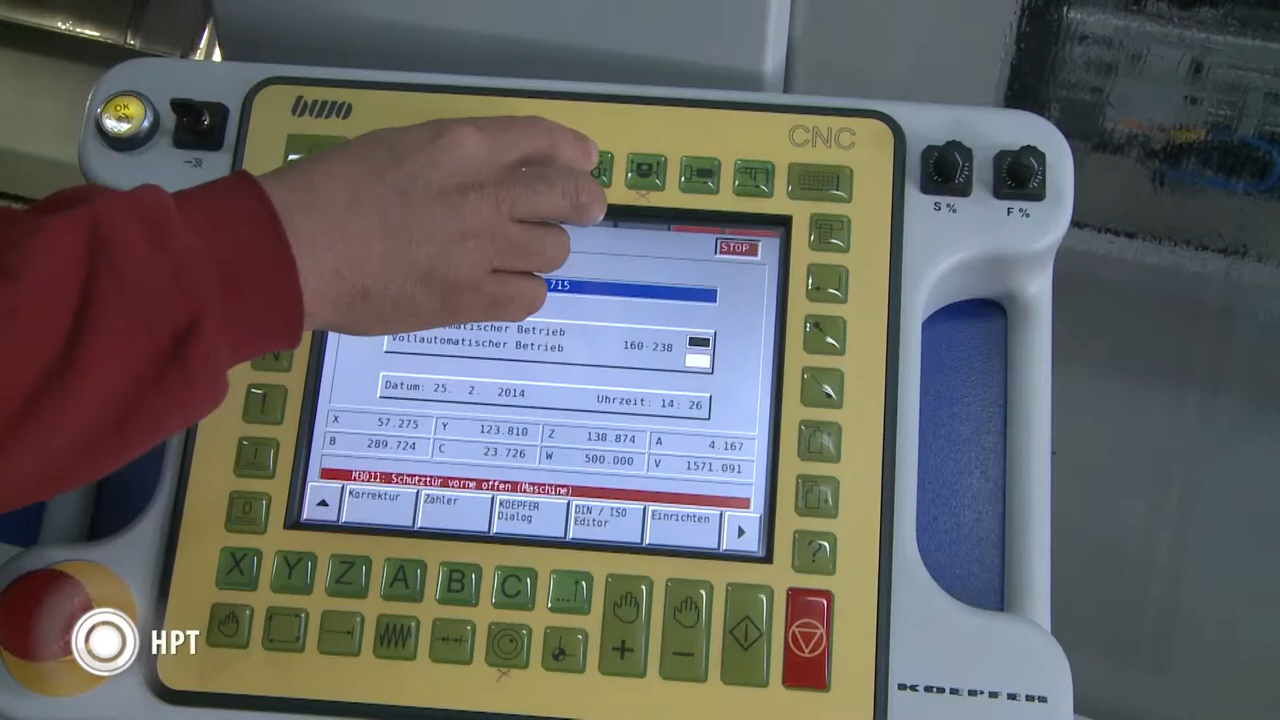 OK
bwo
CNC
S %
F %
STOP
715
matischer Betrieb
Vollautomatischer Betrieb 160-238
Datum: 25. 2. 2014 Uhrzeit: 14: 26
X 57.275 Y 123.810 Z 138.874 A 4.167
B 289.724 C 23.726 W 500.000 V 1571.091
M3011: Schutztür vorne offen (Maschine)
Korrektur
Zähler
KOEPFER
Dialog
DIN / ISO
Editor
Einrichten
?
X Y Z A B C ...
+ −
HPT
KOEPFER